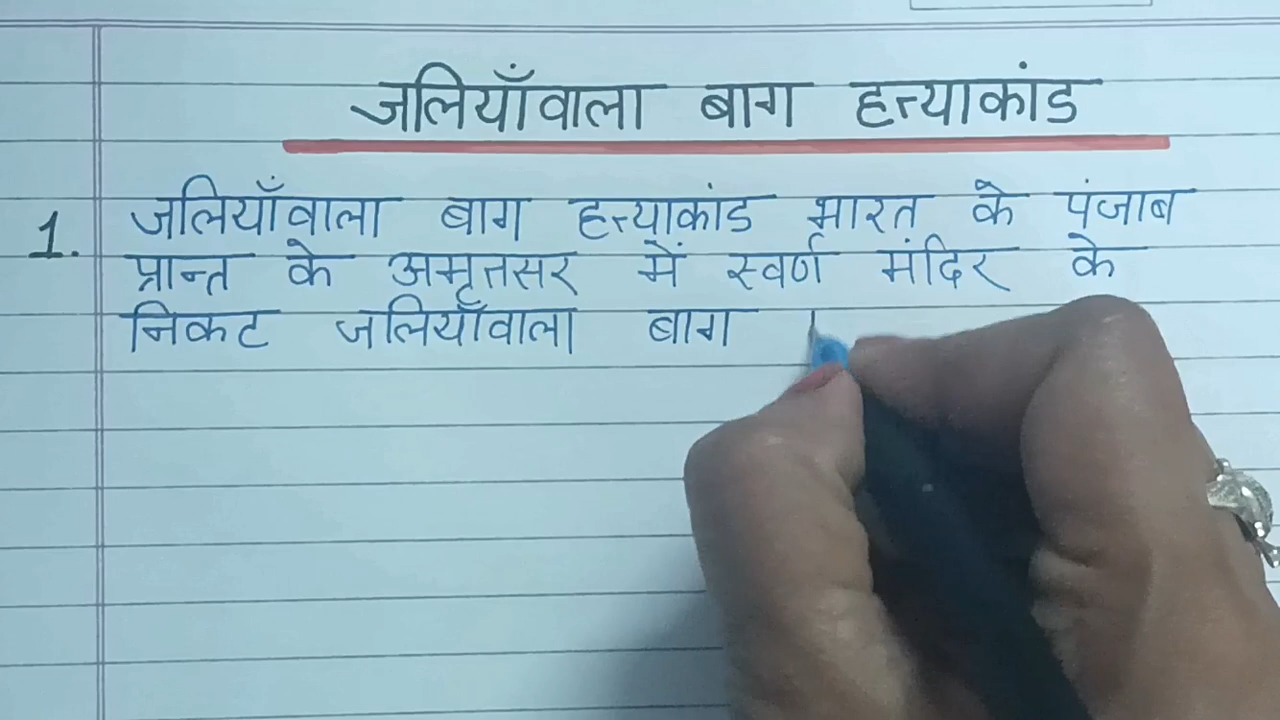 जलियाँवाला बाग हत्याकांड
1. जलियाँवाला बाग हत्याकांड भारत के पंजाब
प्रान्त के अमृतसर में स्वर्ण मंदिर के
निकट जलियाँवाला बाग